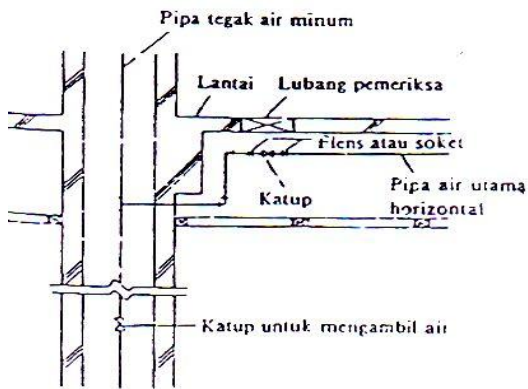 Pipa tegak air minum
Lantai
Lubang pemeriksa
Flens atau soket
Katup
Pipa air utama
horizontal
Katup untuk mengambil air